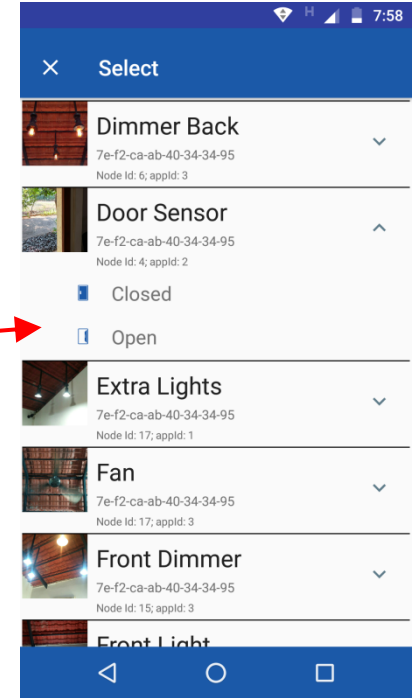 H 7:58
Select
Dimmer Back
7e-f2-ca-ab-40-34-34-95
Node Id: 6; appId: 3
Door Sensor
7e-f2-ca-ab-40-34-34-95
Node Id: 4; appId: 2
Closed
Open
Extra Lights
7e-f2-ca-ab-40-34-34-95
Node Id: 17; appId: 1
Fan
7e-f2-ca-ab-40-34-34-95
Node Id: 17; appId: 3
Front Dimmer
7e-f2-ca-ab-40-34-34-95
Node Id: 15; appId: 3
Front Light